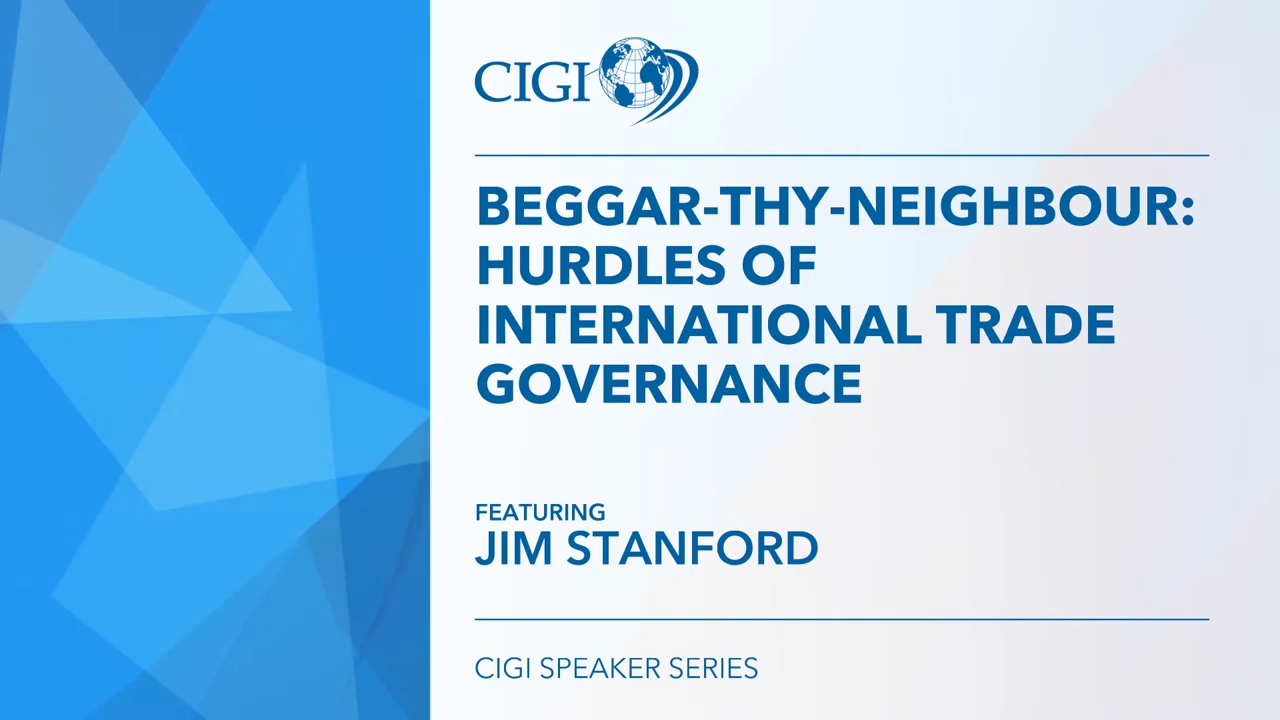 CIGI
BEGGAR-THY-NEIGHBOUR:
HURDLES OF
INTERNATIONAL TRADE
GOVERNANCE
FEATURING
JIM STANFORD
CIGI SPEAKER SERIES